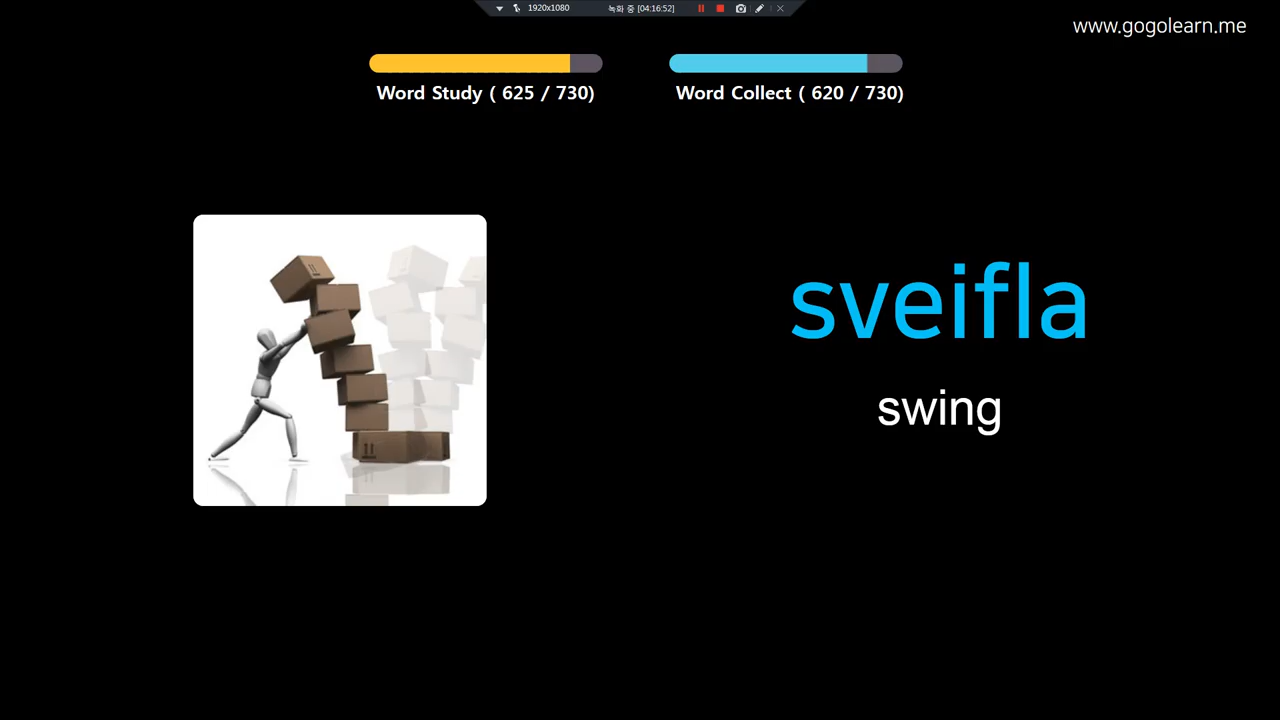 1920x1080 녹화 중 [04:16:52]
www.gogolearn.me
Word Study ( 625 / 730) Word Collect ( 620 / 730)
sveifla
swing